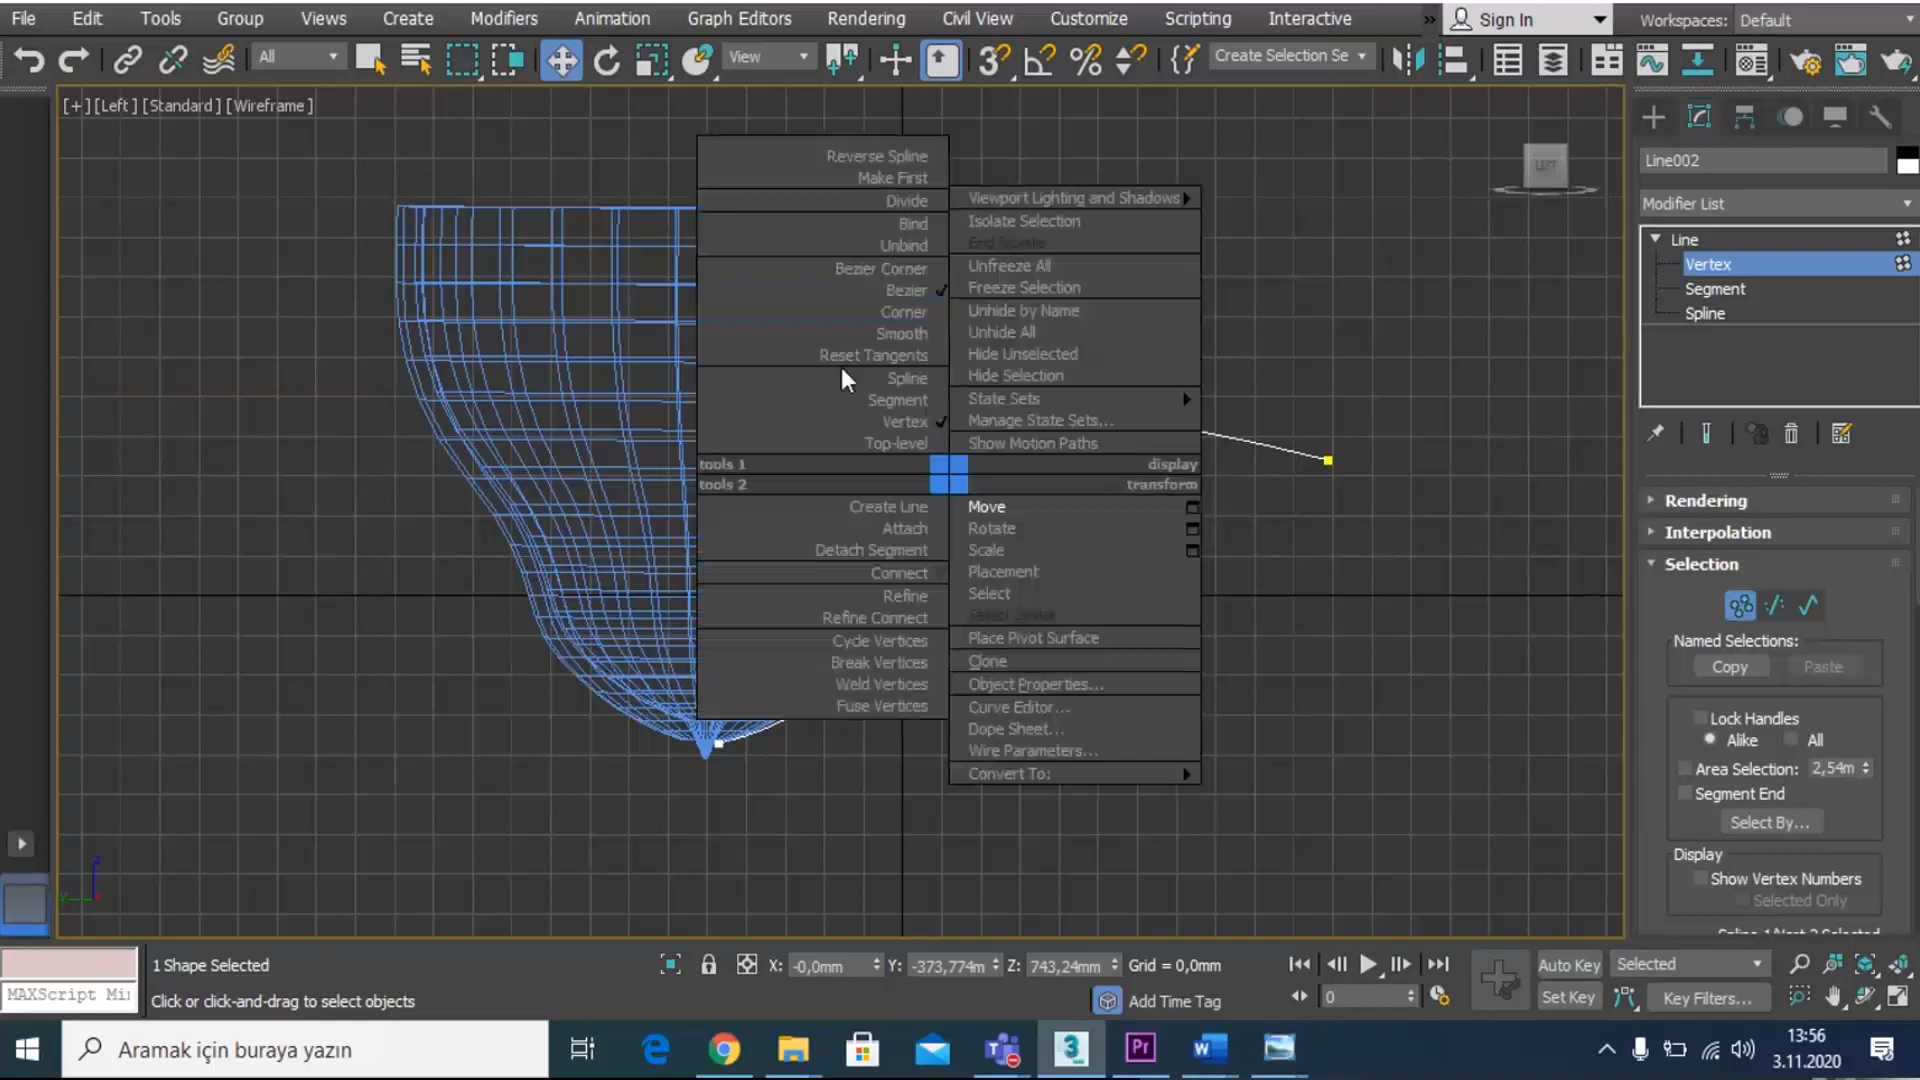 File Edit Tools Group Views Create Modifiers Animation Graph Editors Rendering Civil View Customize Scripting Interactive » Sign In Workspaces: Default
All View Create Selection Se
[+] [Left] [Standard] [Wireframe]
LEFT
Line002
Modifier List
Line
Vertex
Segment
Spline
Reverse Spline
Make First
Divide
Bind
Unbind
Bezier Corner
Bezier
Corner
Smooth
Reset Tangents
Spline
Segment
Vertex
Top-level
tools 1
tools 2
Create Line
Attach
Detach Segment
Connect
Refine
Refine Connect
Cycle Vertices
Break Vertices
Weld Vertices
Fuse Vertices
Viewport Lighting and Shadows
Isolate Selection
End Isolate
Unfreeze All
Freeze Selection
Unhide by Name
Unhide All
Hide Unselected
Hide Selection
State Sets
Manage State Sets...
Show Motion Paths
display
transform
Move
Rotate
Scale
Placement
Select
Select Similar
Place Pivot Surface
Clone
Object Properties...
Curve Editor...
Dope Sheet...
Wire Parameters...
Convert To:
Rendering
Interpolation
Selection
Named Selections:
Copy Paste
Lock Handles
Alike All
Area Selection: 2,54m
Segment End
Select By...
Display
Show Vertex Numbers
Selected Only
z
y
1 Shape Selected X: -0,0mm Y: -373,774m Z: 743,24mm Grid = 0,0mm Auto Key Selected
MAXScript Mi Click or click-and-drag to select objects Add Time Tag 0 Set Key Key Filters...
Aramak için buraya yazın
13:56
3.11.2020